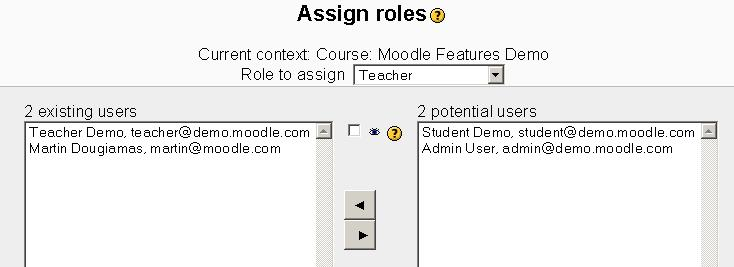 Assign roles
Current context: Course: Moodle Features Demo
Role to assign Teacher
2 existing users
Teacher Demo, teacher@demo.moodle.com
Martin Dougiamas, martin@moodle.com
2 potential users
Student Demo, student@demo.moodle.com
Admin User, admin@demo.moodle.com